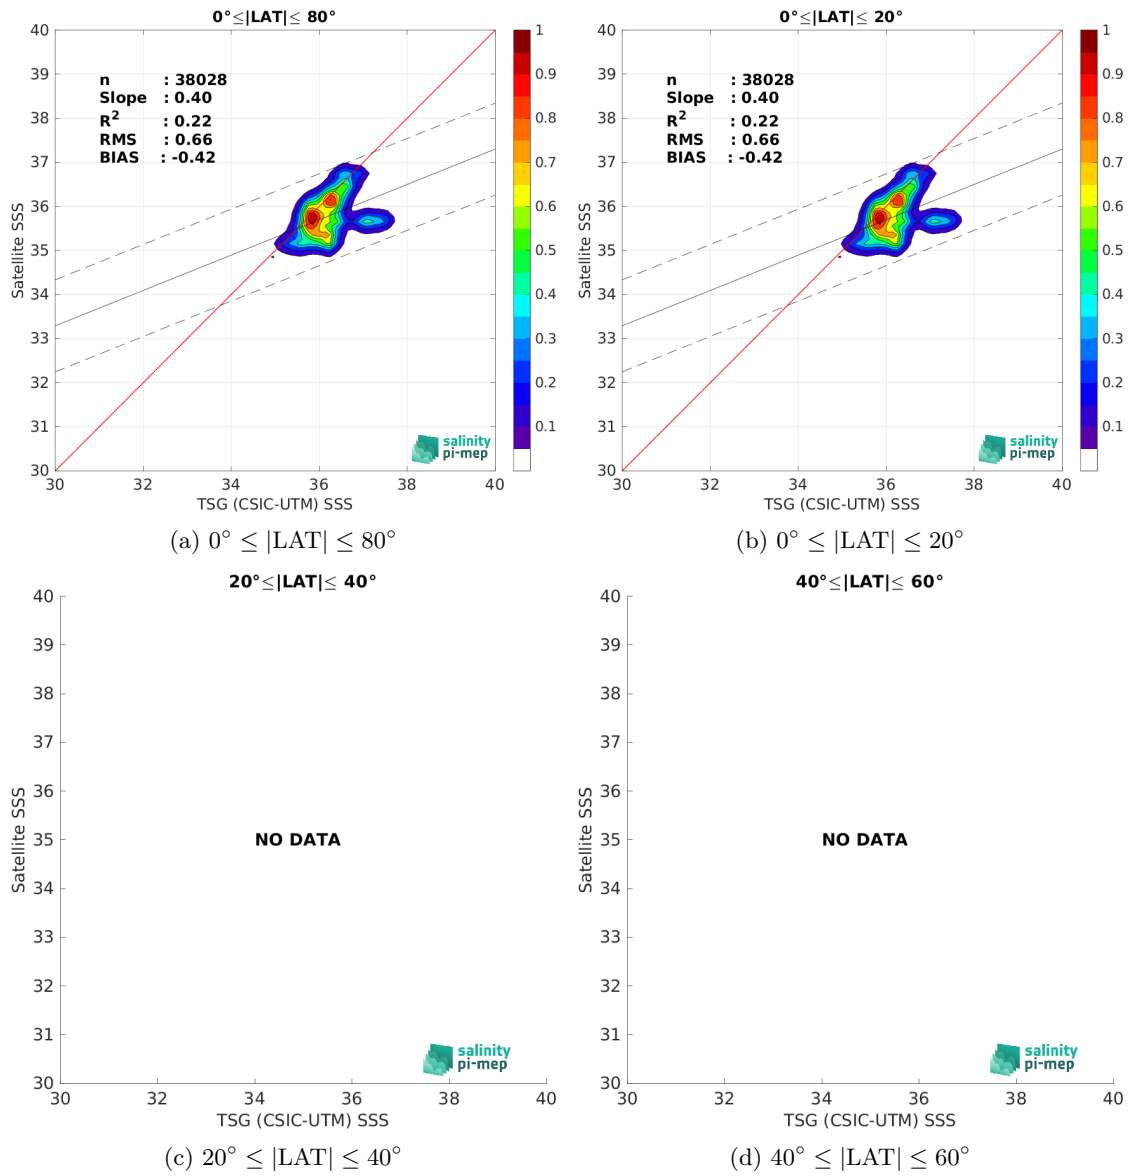 0°≤|LAT|≤ 80°
40
39
38
37
36
35
34
33
32
31
30
n : 38028
Slope : 0.40
R² : 0.22
RMS : 0.66
BIAS : -0.42
Satellite SSS
salinity
pi-mep
30 32 34 36 38 40
TSG (CSIC-UTM) SSS
1
0.9
0.8
0.7
0.6
0.5
0.4
0.3
0.2
0.1
(a) 0° ≤ |LAT| ≤ 80°
0°≤|LAT|≤ 20°
40
39
38
37
36
35
34
33
32
31
30
n : 38028
Slope : 0.40
R² : 0.22
RMS : 0.66
BIAS : -0.42
Satellite SSS
salinity
pi-mep
30 32 34 36 38 40
TSG (CSIC-UTM) SSS
1
0.9
0.8
0.7
0.6
0.5
0.4
0.3
0.2
0.1
(b) 0° ≤ |LAT| ≤ 20°
20°≤|LAT|≤ 40°
40
39
38
37
36
35
34
33
32
31
30
Satellite SSS
NO DATA
salinity
pi-mep
30 32 34 36 38 40
TSG (CSIC-UTM) SSS
(c) 20° ≤ |LAT| ≤ 40°
40°≤|LAT|≤ 60°
40
39
38
37
36
35
34
33
32
31
30
Satellite SSS
NO DATA
salinity
pi-mep
30 32 34 36 38 40
TSG (CSIC-UTM) SSS
(d) 40° ≤ |LAT| ≤ 60°